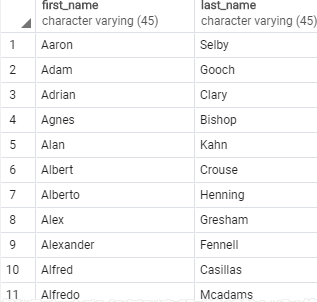 first_name last_name
character varying (45) character varying (45)
1 Aaron Selby
2 Adam Gooch
3 Adrian Clary
4 Agnes Bishop
5 Alan Kahn
6 Albert Crouse
7 Alberto Henning
8 Alex Gresham
9 Alexander Fennell
10 Alfred Casillas
11 Alfredo Mcadams